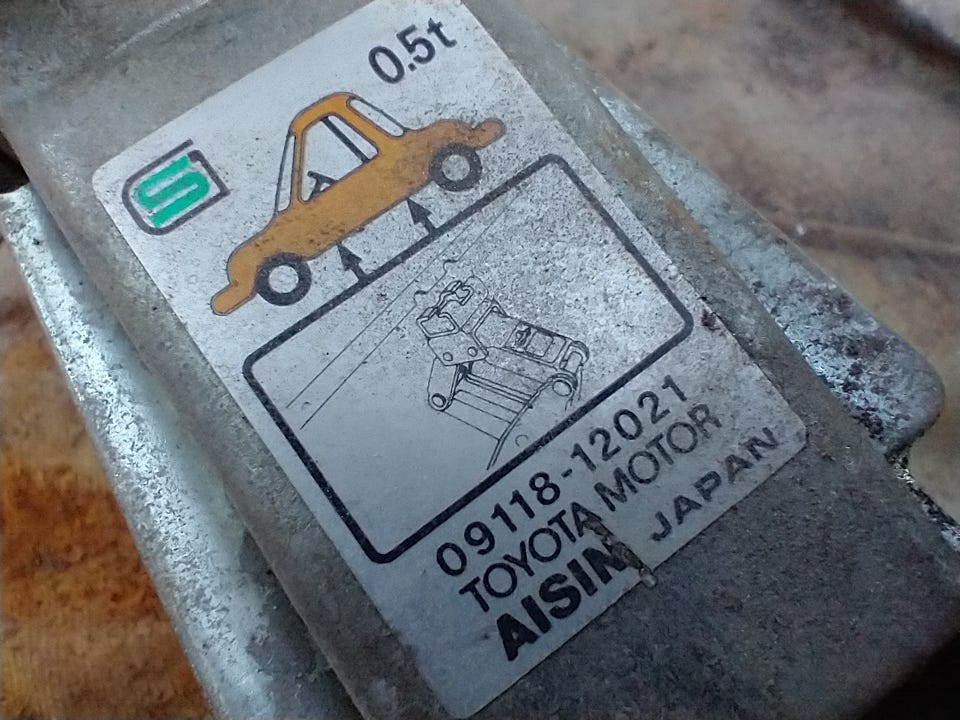 0.5t
S
09118-12021
TOYOTA MOTOR
AISIN JAPAN